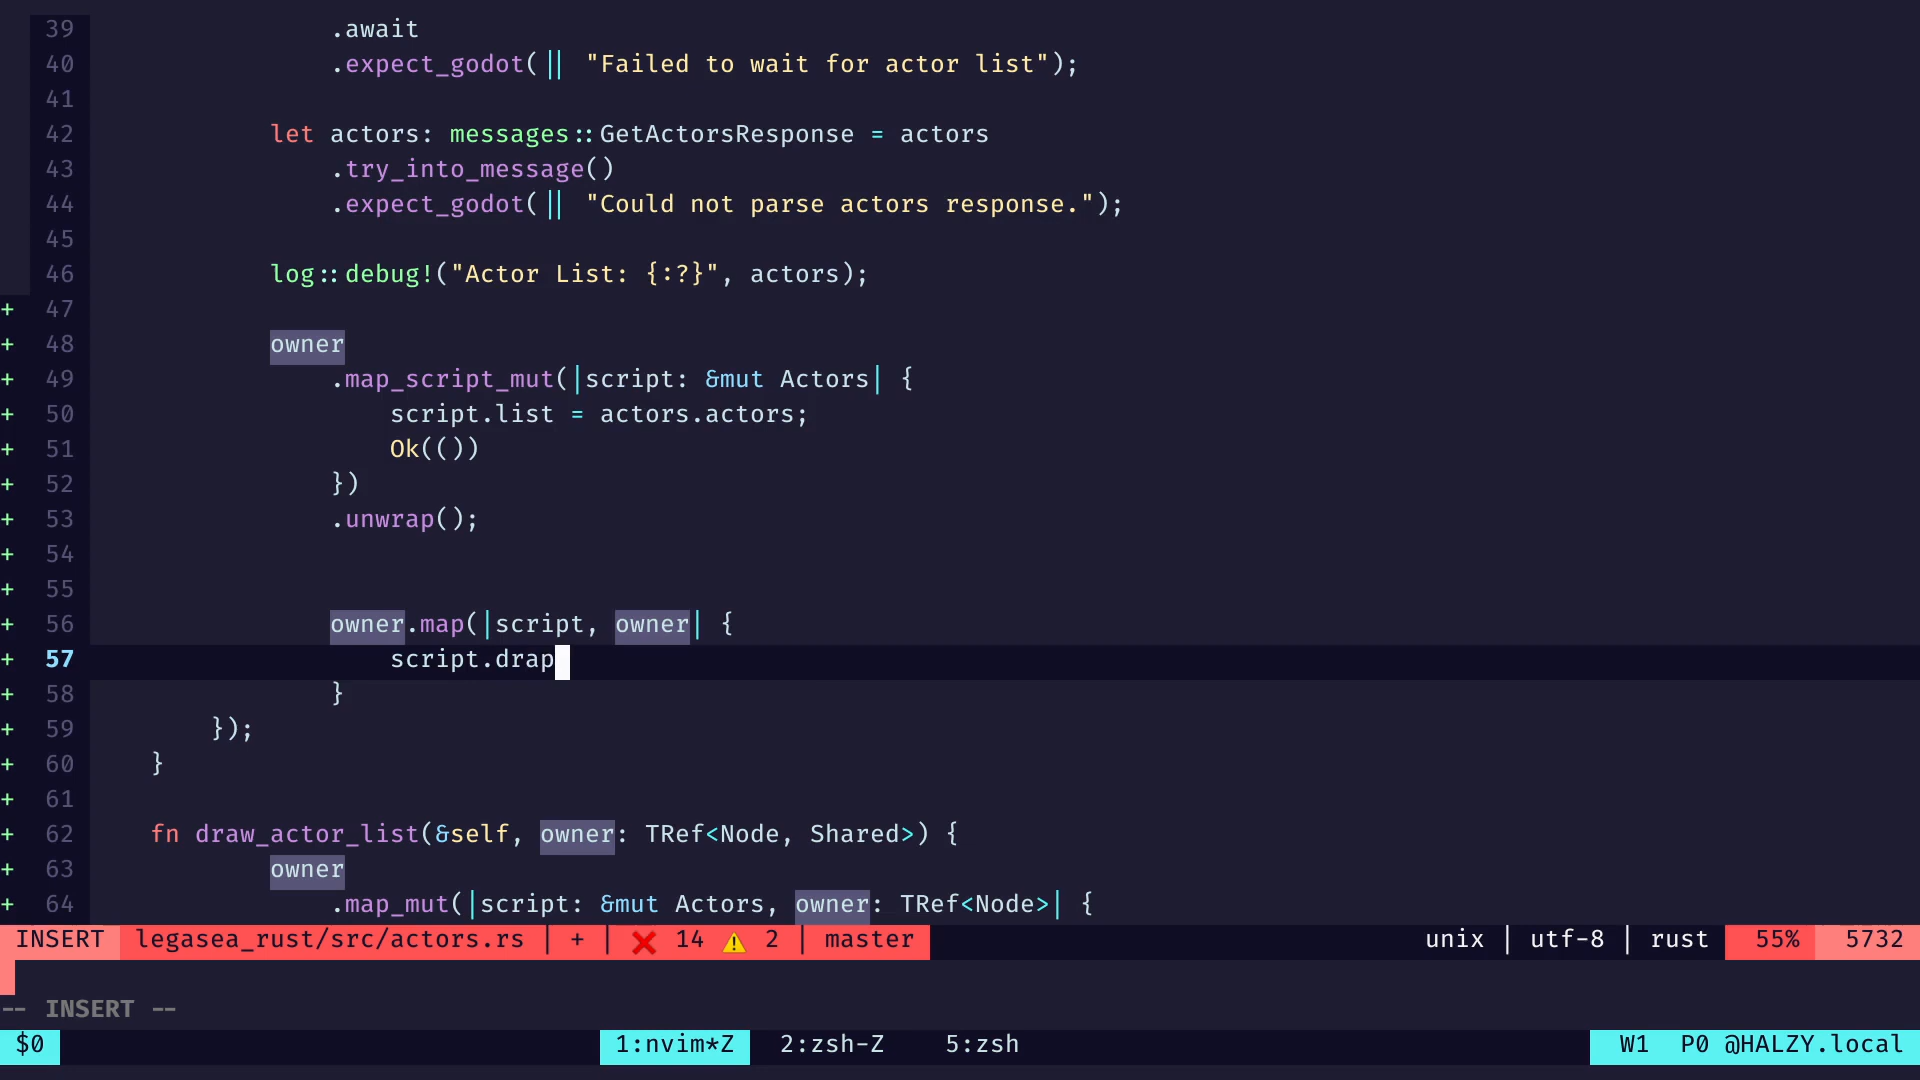 39 .await
40 .expect_godot(|| "Failed to wait for actor list");
41
42 let actors: messages::GetActorsResponse = actors
43 .try_into_message()
44 .expect_godot(|| "Could not parse actors response.");
45
46 log::debug!("Actor List: {:?}", actors);
+ 47
+ 48 owner
+ 49 .map_script_mut(|script: &mut Actors| {
+ 50 script.list = actors.actors;
+ 51 Ok(())
+ 52 })
+ 53 .unwrap();
+ 54
+ 55
+ 56 owner.map(|script, owner| {
+ 57 script.drap
+ 58 }
+ 59 });
+ 60 }
+ 61
+ 62 fn draw_actor_list(&self, owner: TRef<Node, Shared>) {
+ 63 owner
+ 64 .map_mut(|script: &mut Actors, owner: TRef<Node>| {
INSERT legasea_rust/src/actors.rs | + | ❌ 14 ⚠ 2 | master unix | utf-8 | rust 55% 5732
-- INSERT --
$0 1:nvim*Z 2:zsh-Z 5:zsh W1 P0 @HALZY.local